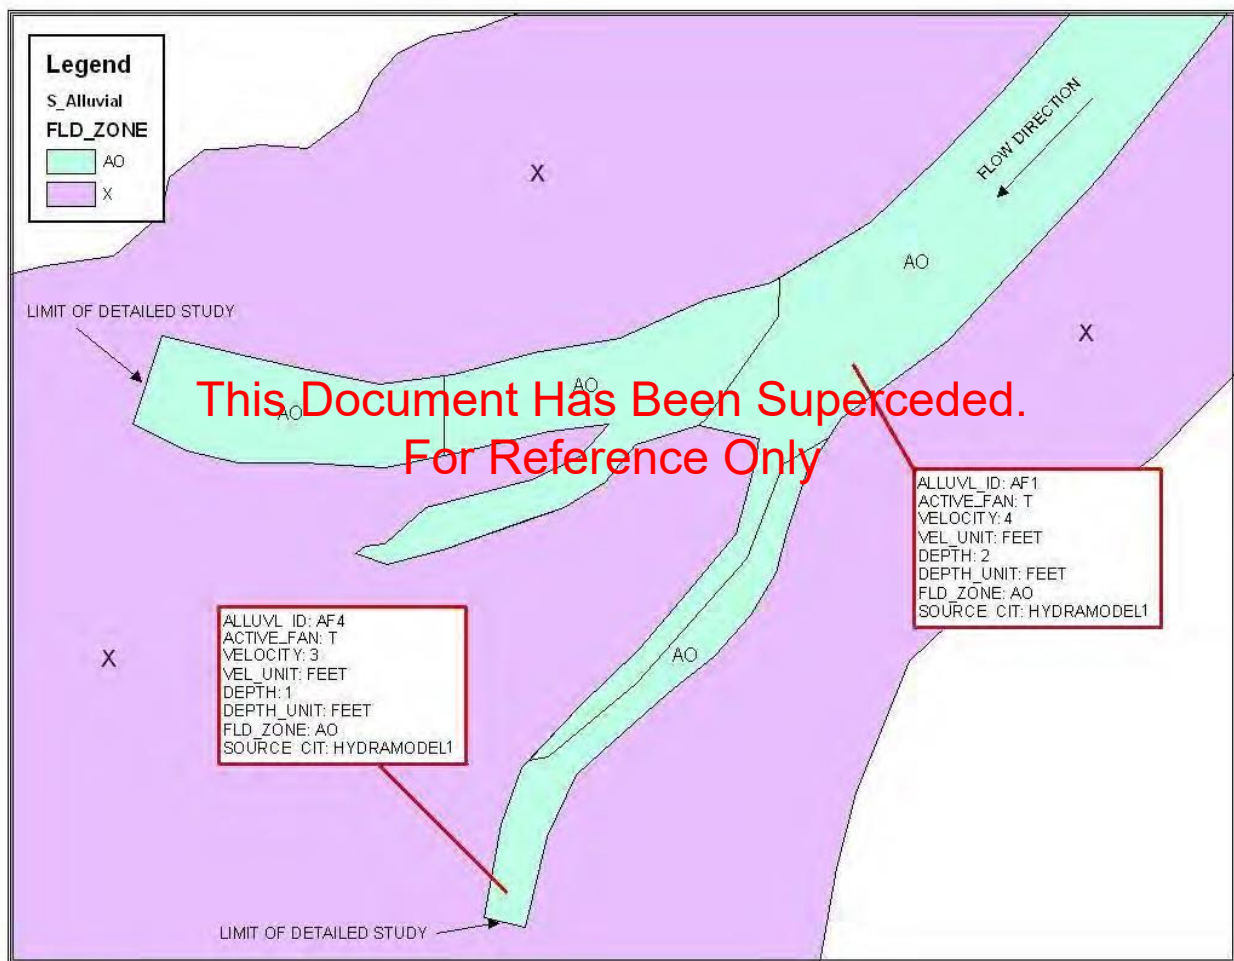 Legend
S_Alluvial
FLD_ZONE
AO
X
X
FLOW DIRECTION
AO
X
LIMIT OF DETAILED STUDY
AO
AO
This Document Has Been Superceded.
For Reference Only
ALLUVL_ID: AF1
ACTIVE_FAN: T
VELOCITY: 4
VEL_UNIT: FEET
DEPTH: 2
DEPTH_UNIT: FEET
FLD_ZONE: AO
SOURCE_CIT: HYDRAMODEL1
ALLUVL_ID: AF4
ACTIVE_FAN: T
VELOCITY: 3
VEL_UNIT: FEET
DEPTH: 1
DEPTH_UNIT: FEET
FLD_ZONE: AO
SOURCE_CIT: HYDRAMODEL1
X
AO
LIMIT OF DETAILED STUDY